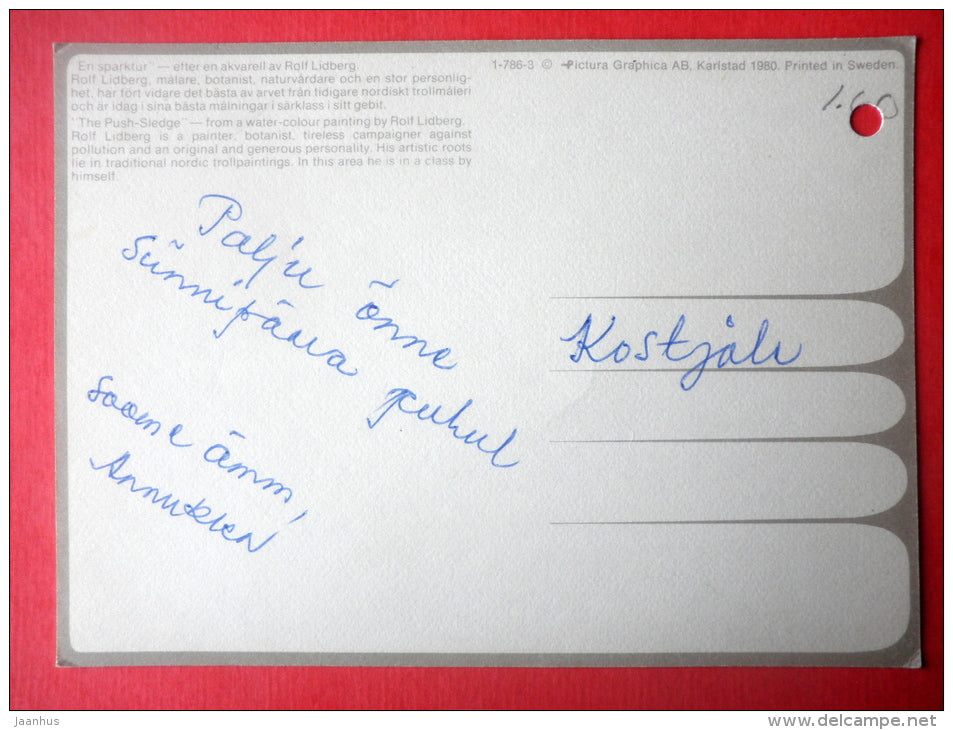 "En sparktur" — efter en akvarell av Rolf Lidberg.
Rolf Lidberg, målare, botanist, naturvårdare och en stor personlig-
het, har fört vidare det bästa av arvet från tidigare nordiskt trollmåleri
och är idag i sina bästa målningar i särklass i sitt gebit.
"The Push-Sledge" — from a water-colour painting by Rolf Lidberg.
Rolf Lidberg is a painter, botanist, tireless campaigner against
pollution and an original and generous personality. His artistic roots
lie in traditional nordic trollpaintings. In this area he is in a class by
himself.
1-786-3 © Pictura Graphica AB, Karlstad 1980. Printed in Sweden.
1.60
Palju õnne
sünnipäeva puhul
Soome ämm,
Kostjale
Jaanhus
www.delcampe.net